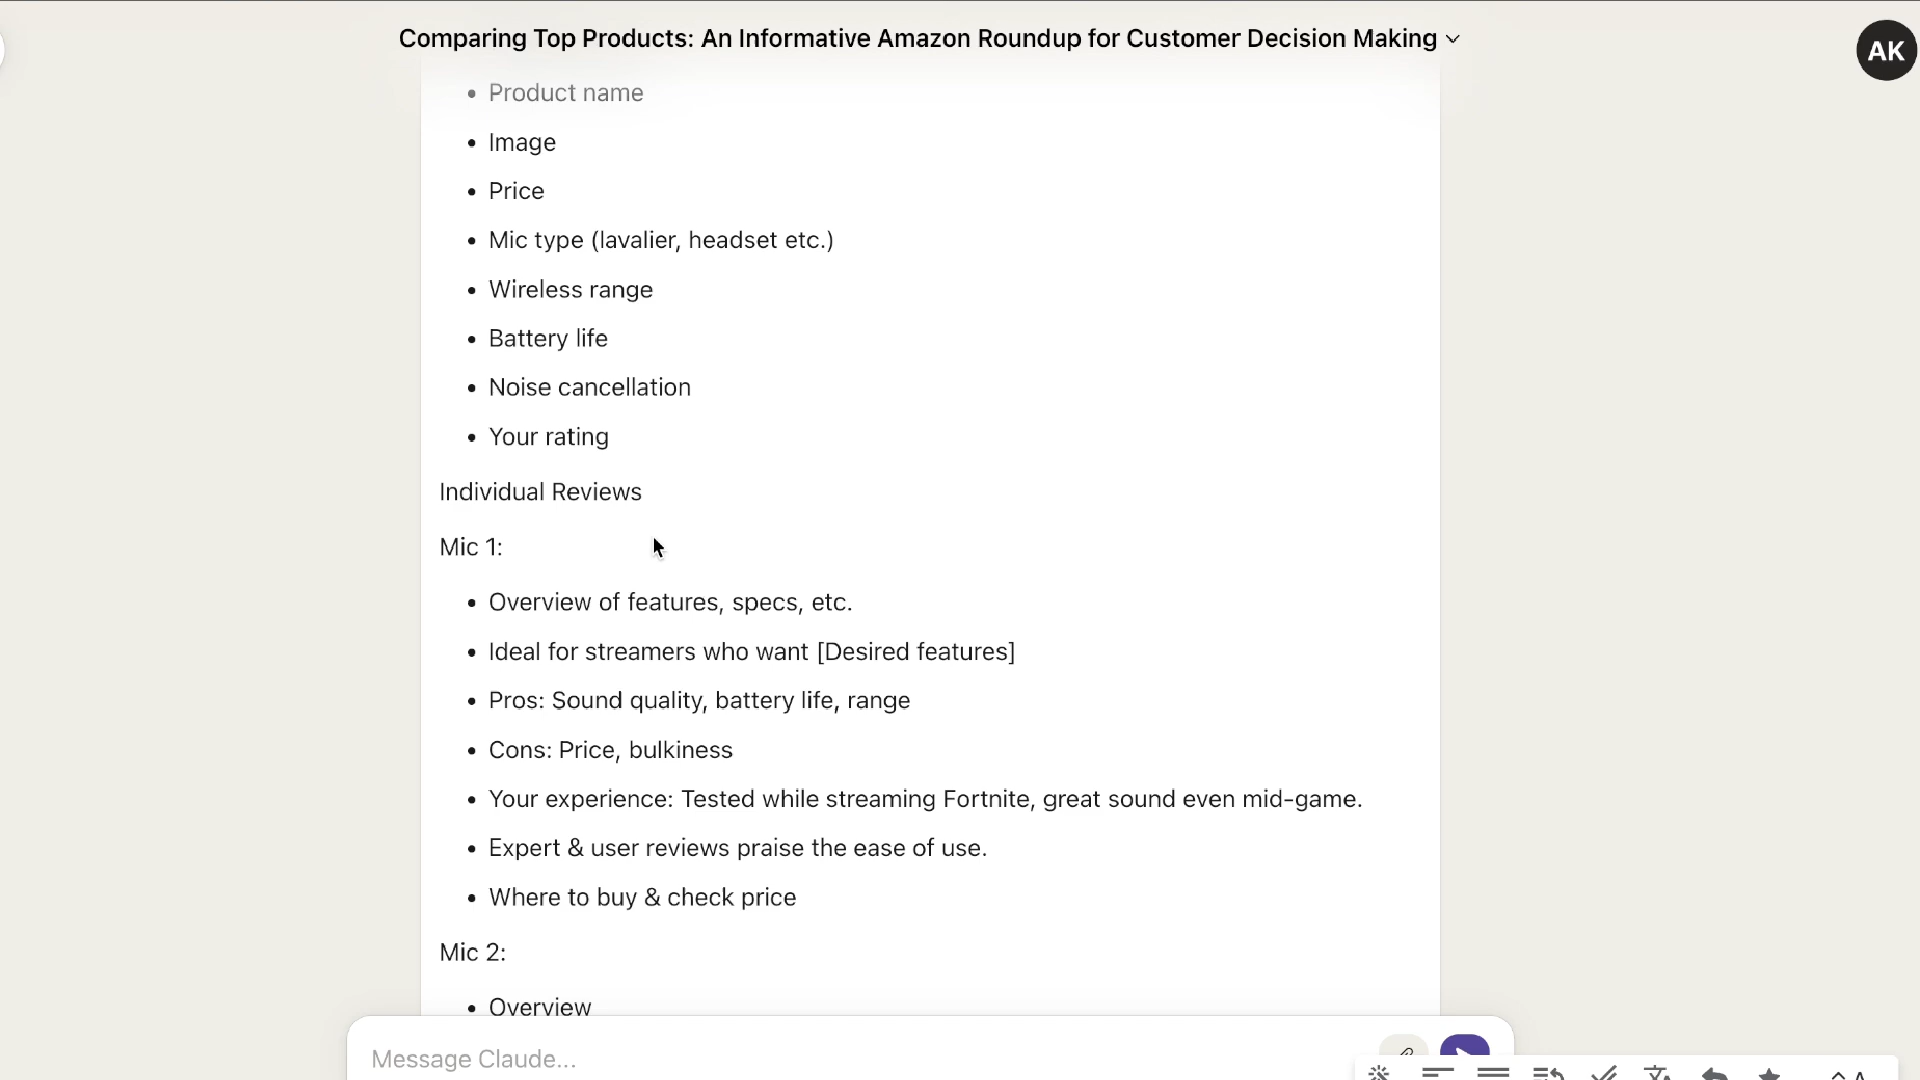 Comparing Top Products: An Informative Amazon Roundup for Customer Decision Making
AK
• Product name
• Image
• Price
• Mic type (lavalier, headset etc.)
• Wireless range
• Battery life
• Noise cancellation
• Your rating
Individual Reviews
Mic 1:
• Overview of features, specs, etc.
• Ideal for streamers who want [Desired features]
• Pros: Sound quality, battery life, range
• Cons: Price, bulkiness
• Your experience: Tested while streaming Fortnite, great sound even mid-game.
• Expert & user reviews praise the ease of use.
• Where to buy & check price
Mic 2:
• Overview
Message Claude...